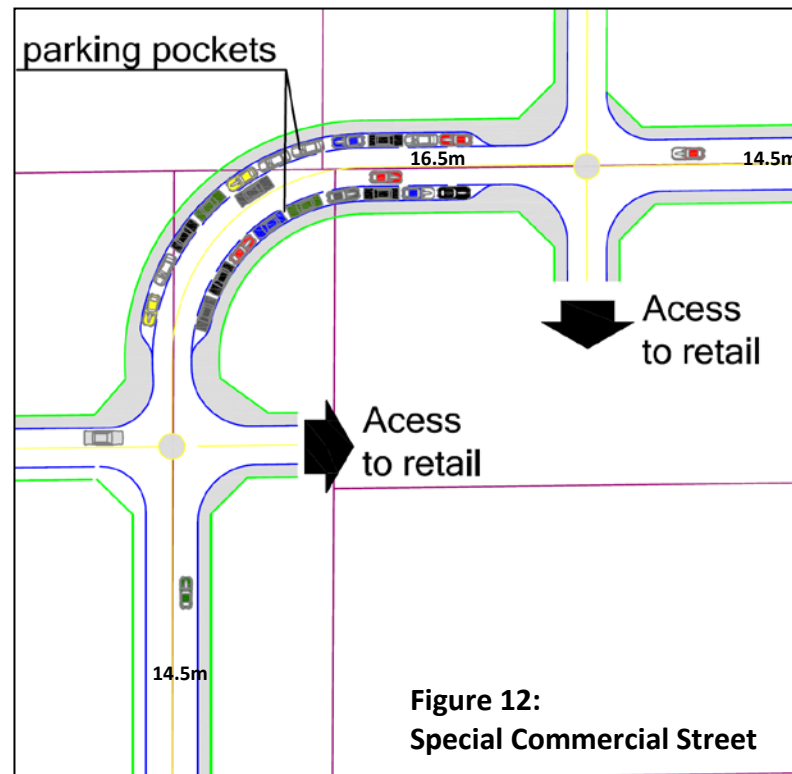 parking pockets
16.5m
14.5m
Acess
to retail
Acess
to retail
14.5m
Figure 12:
Special Commercial Street